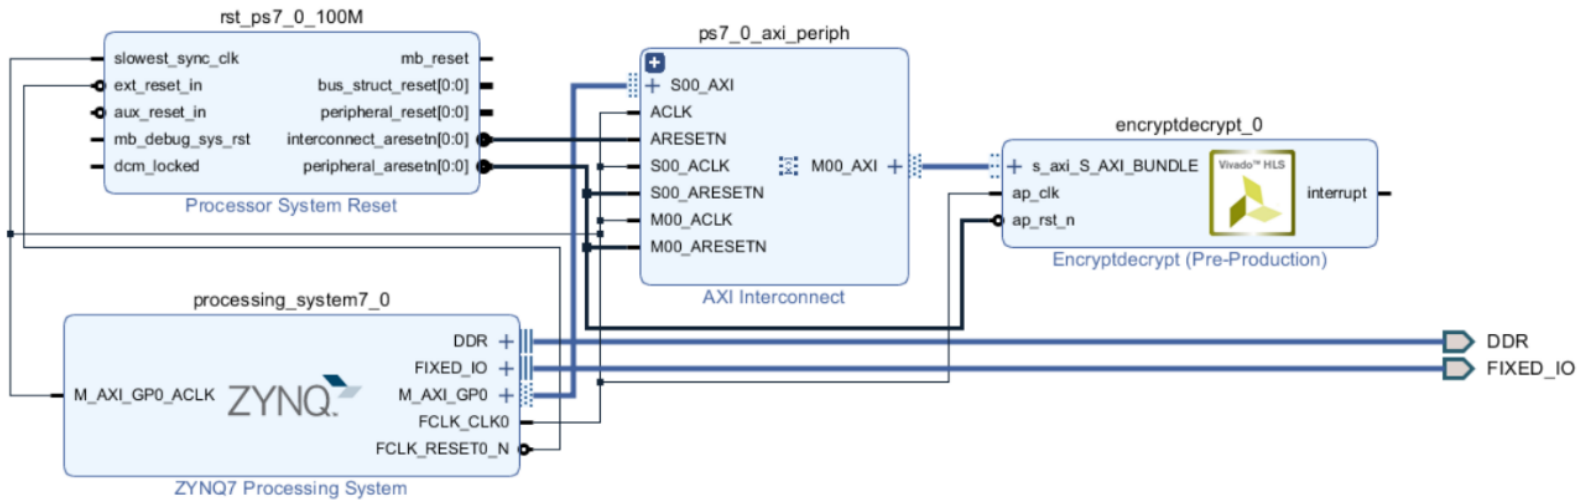 rst_ps7_0_100M
slowest_sync_clk
ext_reset_in
aux_reset_in
mb_debug_sys_rst
dcm_locked
mb_reset
bus_struct_reset[0:0]
peripheral_reset[0:0]
interconnect_aresetn[0:0]
peripheral_aresetn[0:0]
Processor System Reset
ps7_0_axi_periph
S00_AXI
ACLK
ARESETN
S00_ACLK
S00_ARESETN
M00_ACLK
M00_ARESETN
M00_AXI
AXI Interconnect
encryptdecrypt_0
s_axi_S_AXI_BUNDLE
ap_clk
ap_rst_n
Vivado™ HLS
interrupt
Encryptdecrypt (Pre-Production)
processing_system7_0
M_AXI_GP0_ACLK
ZYNQ™
DDR
FIXED_IO
M_AXI_GP0
FCLK_CLK0
FCLK_RESET0_N
ZYNQ7 Processing System
DDR
FIXED_IO